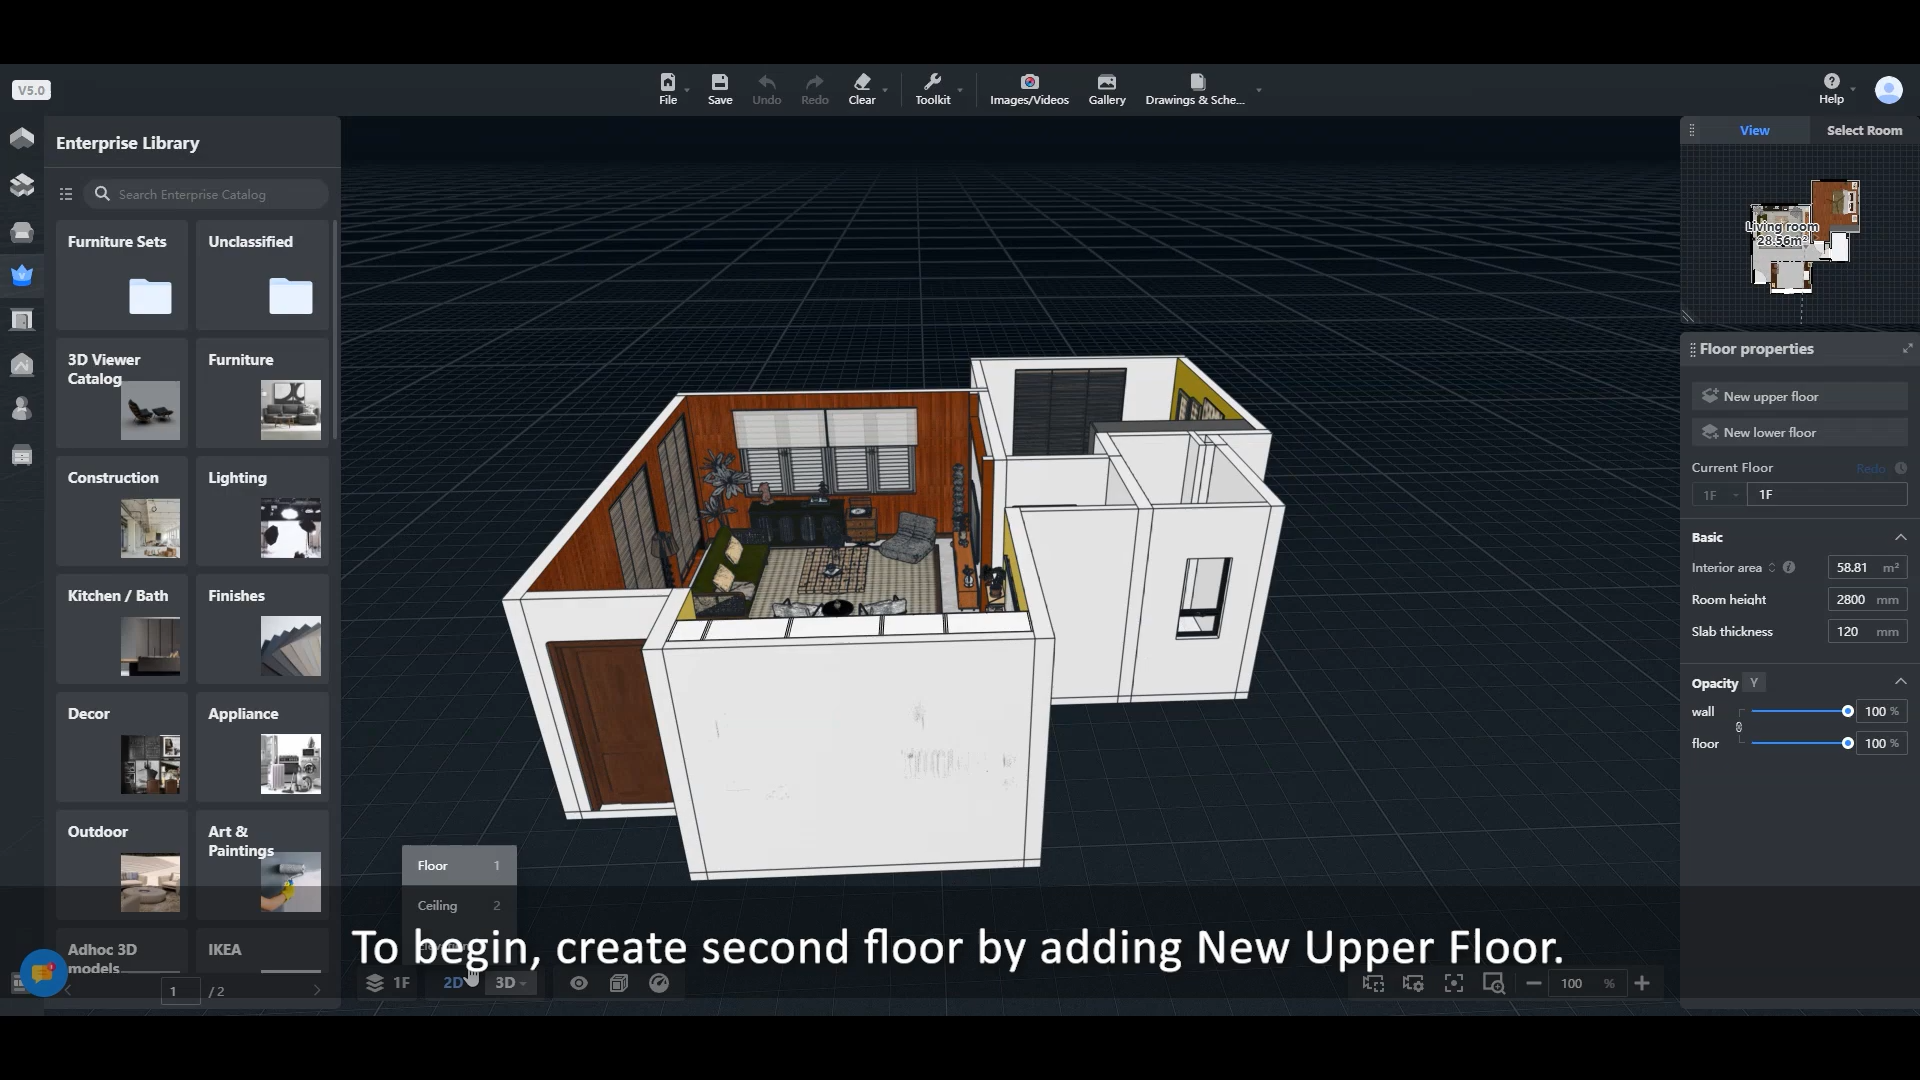 V5.0
File
Save
Undo
Redo
Clear
Toolkit
Images/Videos
Gallery
Drawings & Sche...
Help
Enterprise Library
Search Enterprise Catalog
Furniture Sets
Unclassified
3D Viewer
Catalog
Furniture
Construction
Lighting
Kitchen / Bath
Finishes
Decor
Appliance
Outdoor
Art &
Paintings
Adhoc 3D
models
IKEA
1 / 2
View
Select Room
Living room
28.56m²
Floor properties
New upper floor
New lower floor
Current Floor
Redo
1F
1F
Basic
Interior area
58.81 m²
Room height
2800 mm
Slab thickness
120 mm
Opacity Y
wall
100 %
floor
100 %
Floor 1
Ceiling 2
To begin, create second floor by adding New Upper Floor.
1F
2D
3D
100 %